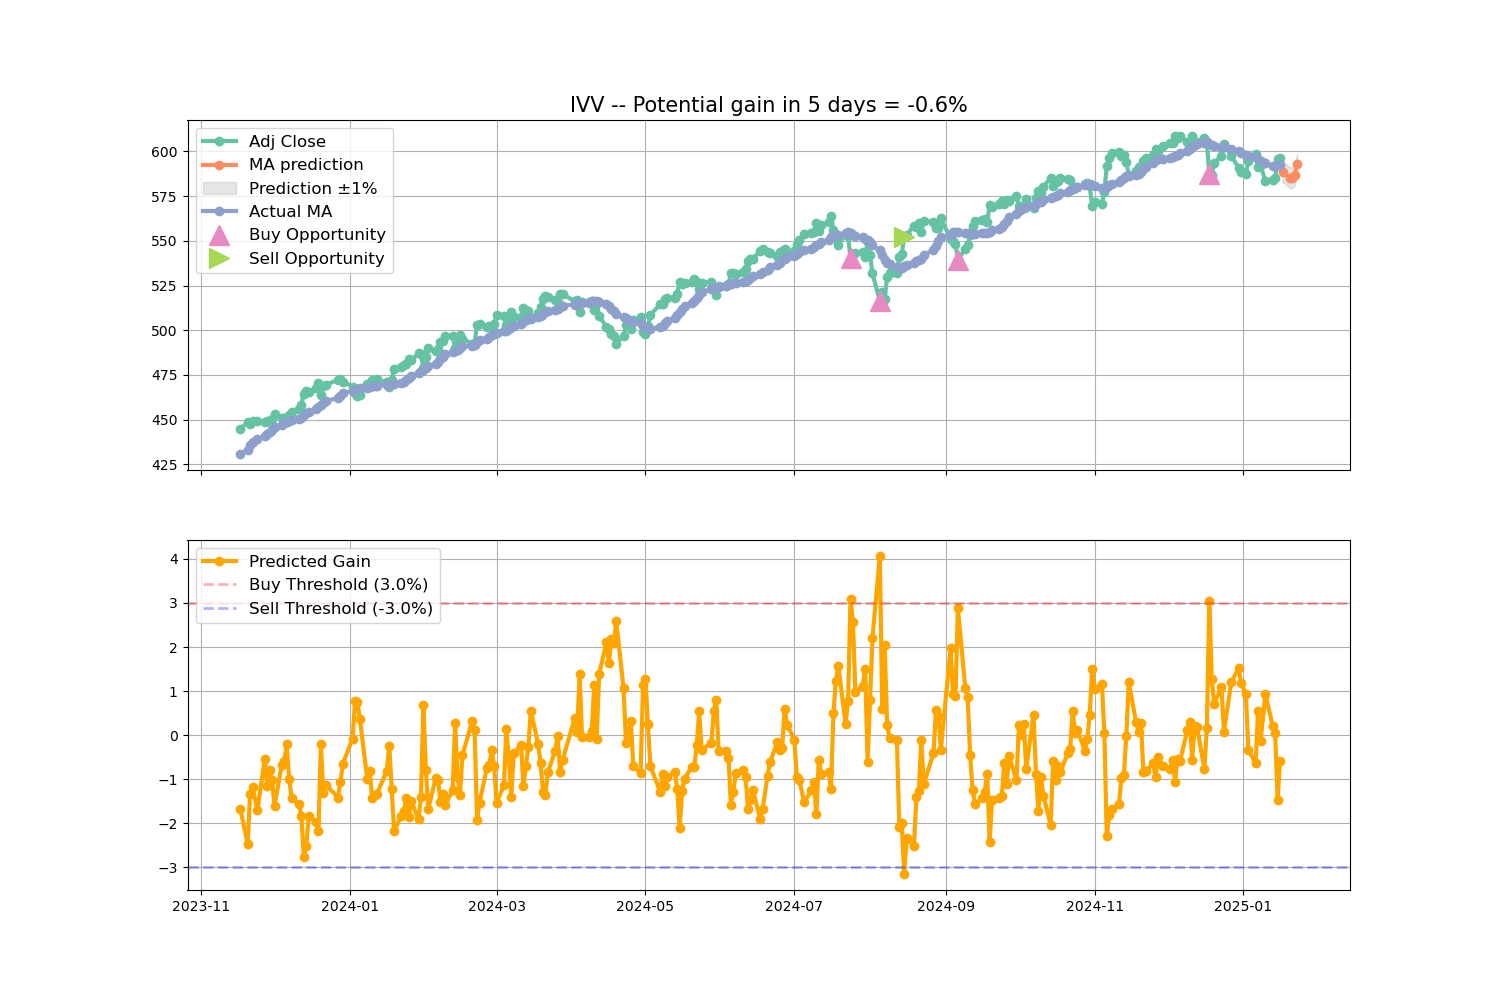 IVV -- Potential gain in 5 days = -0.6%
600
575
550
525
500
475
450
425
Adj Close
MA prediction
Prediction ±1%
Actual MA
Buy Opportunity
Sell Opportunity
4
3
2
1
0
−1
−2
−3
Predicted Gain
Buy Threshold (3.0%)
Sell Threshold (-3.0%)
2023-11
2024-01
2024-03
2024-05
2024-07
2024-09
2024-11
2025-01